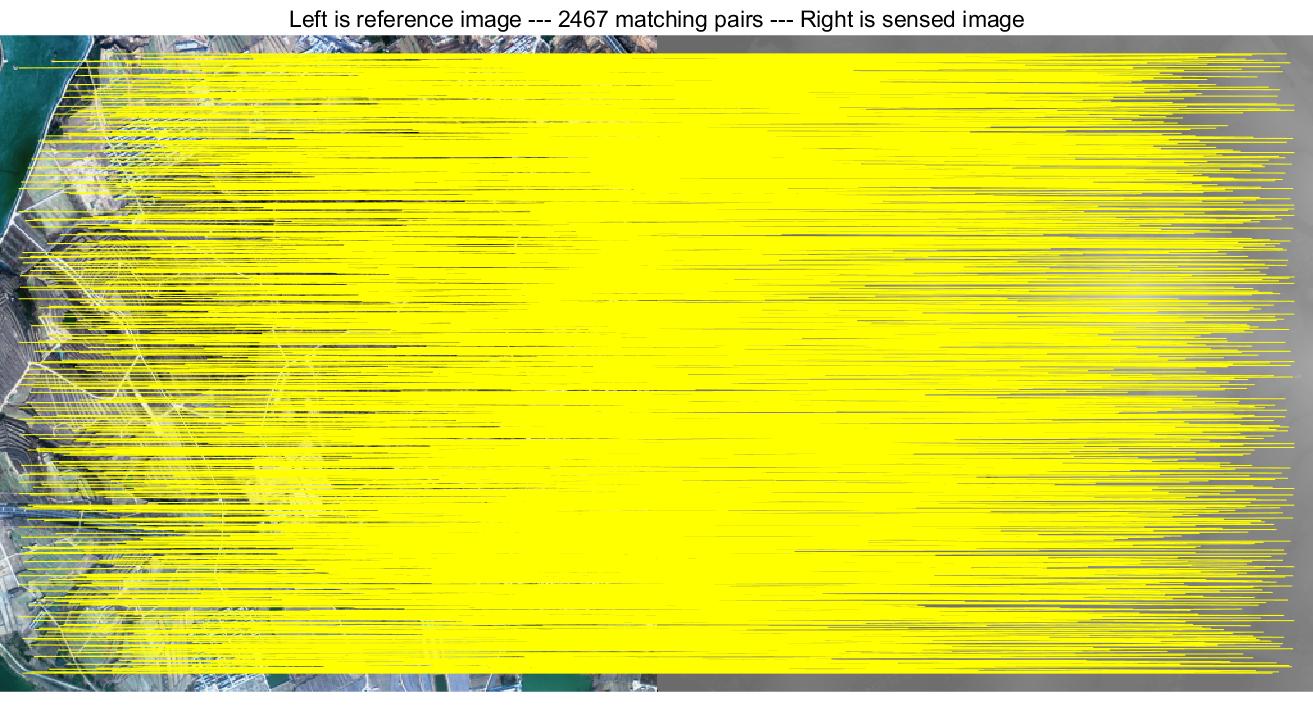 Left is reference image --- 2467 matching pairs --- Right is sensed image